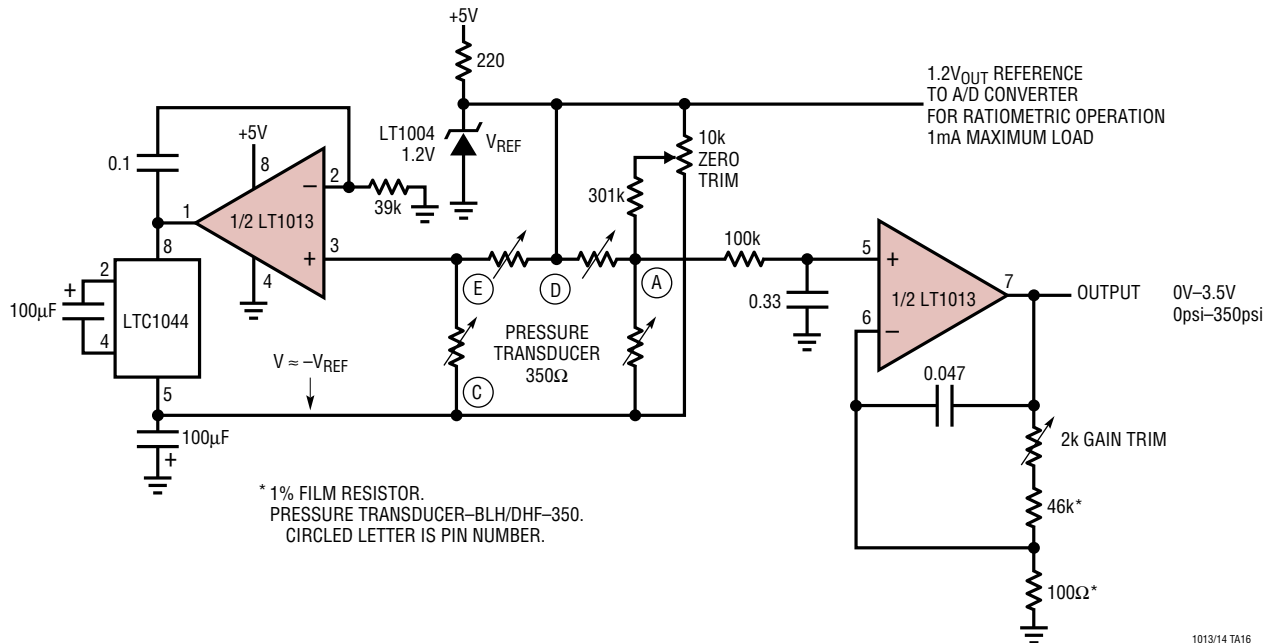 +5V
220
1.2VOUT REFERENCE
TO A/D CONVERTER
FOR RATIOMETRIC OPERATION
1mA MAXIMUM LOAD
LT1004
1.2V
VREF
10k
ZERO
TRIM
+5V
8
0.1
2
–
39k
1
1/2 LT1013
301k
3
+
4
100k
8
2
+
100µF
LTC1044
4
5
E
D
A
0.33
5
+
1/2 LT1013
7
OUTPUT
0V–3.5V
0psi–350psi
6
–
PRESSURE
TRANSDUCER
350Ω
V ≈ –VREF
C
0.047
100µF
+
2k GAIN TRIM
46k*
100Ω*
* 1% FILM RESISTOR.
PRESSURE TRANSDUCER–BLH/DHF–350.
CIRCLED LETTER IS PIN NUMBER.
1013/14 TA16